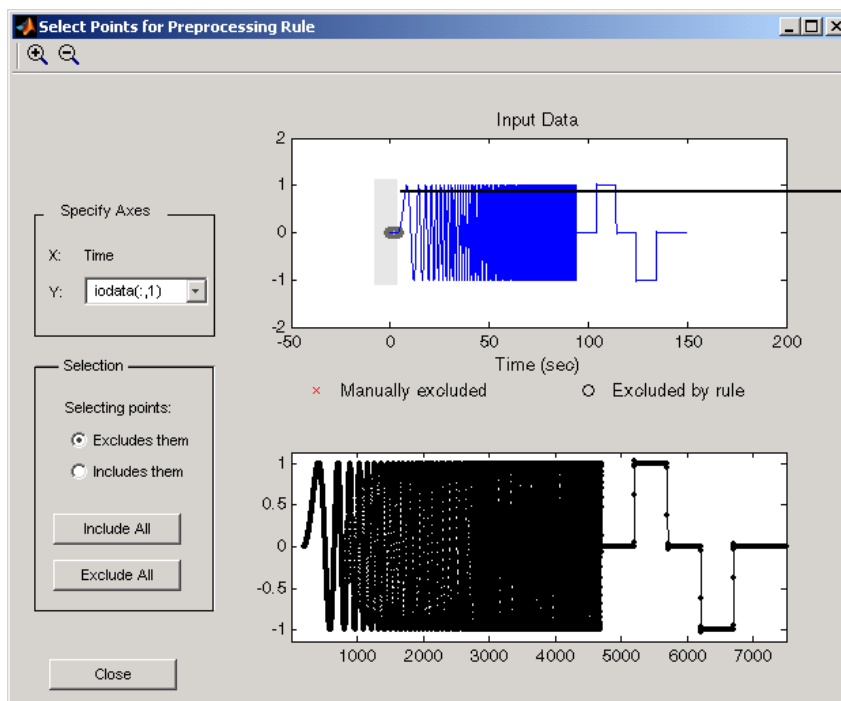 Select Points for Preprocessing Rule
Input Data
2
1
0
-1
-2
-50
0
50
100
150
200
Time (sec)
× Manually excluded
o Excluded by rule
Specify Axes
X: Time
Y: iodata(:,1)
Selection
Selecting points:
Excludes them
Includes them
Include All
Exclude All
Close
1
0.5
0
-0.5
-1
1000
2000
3000
4000
5000
6000
7000